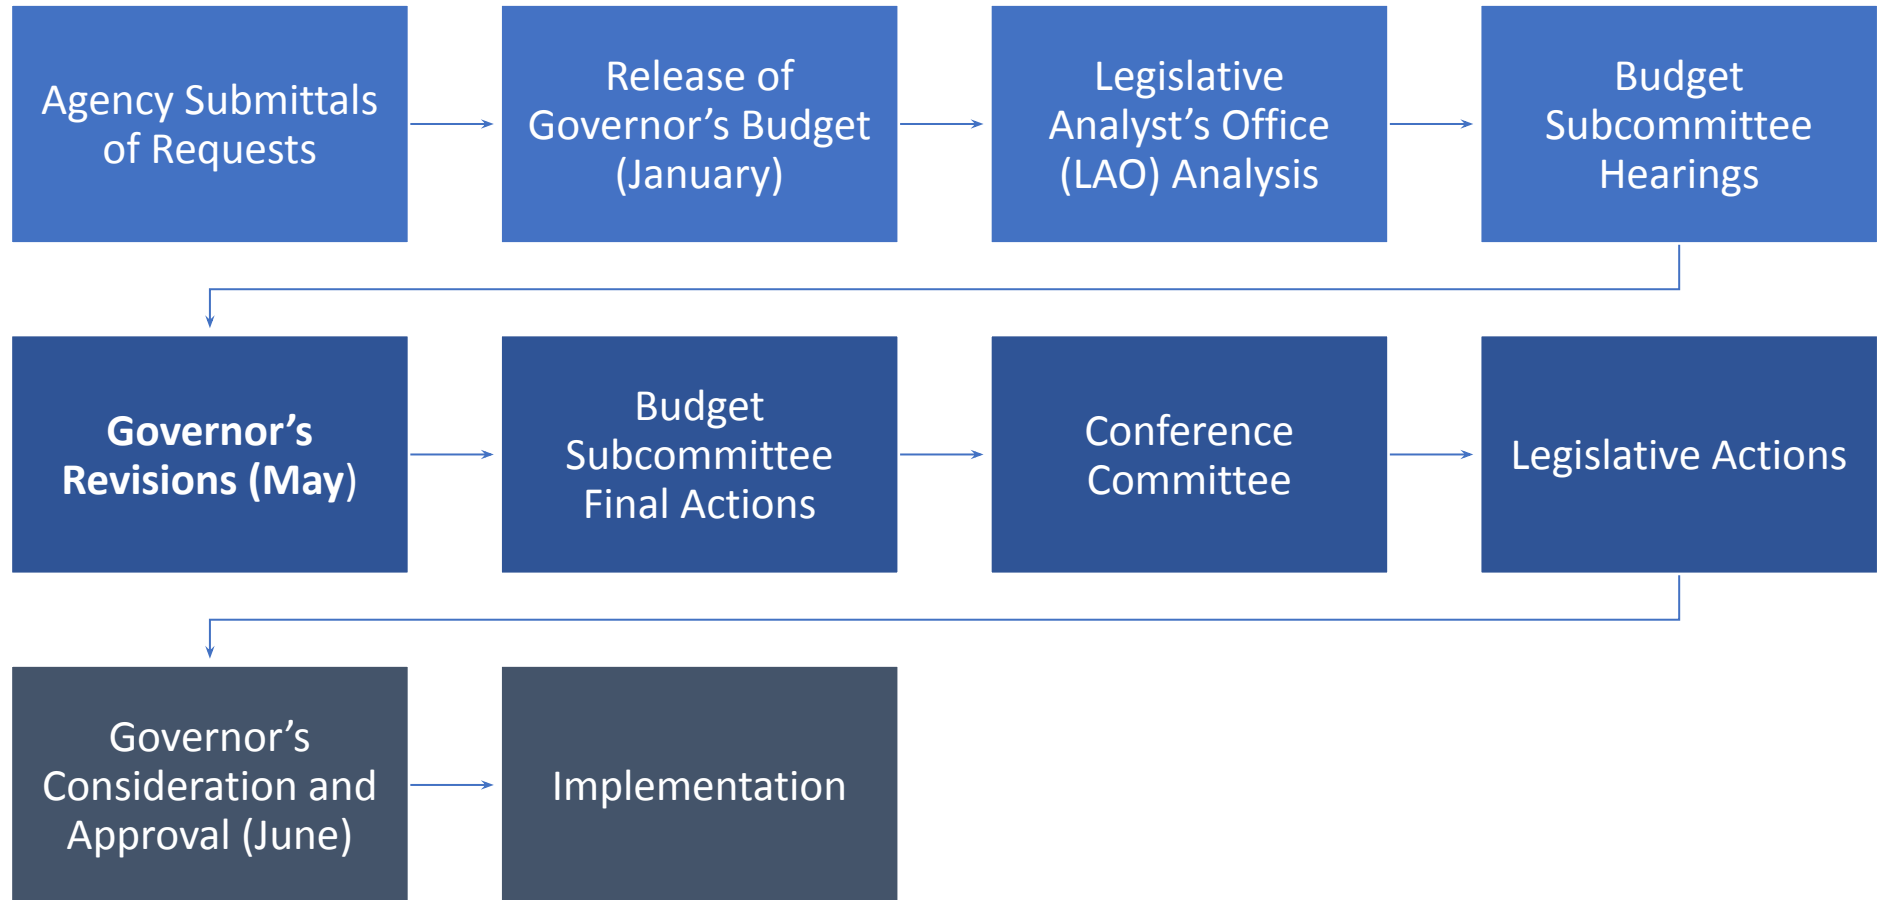 Agency Submittals
of Requests
Release of
Governor’s Budget
(January)
Legislative
Analyst’s Office
(LAO) Analysis
Budget
Subcommittee
Hearings
Governor’s
Revisions (May)
Budget
Subcommittee
Final Actions
Conference
Committee
Legislative Actions
Governor’s
Consideration and
Approval (June)
Implementation